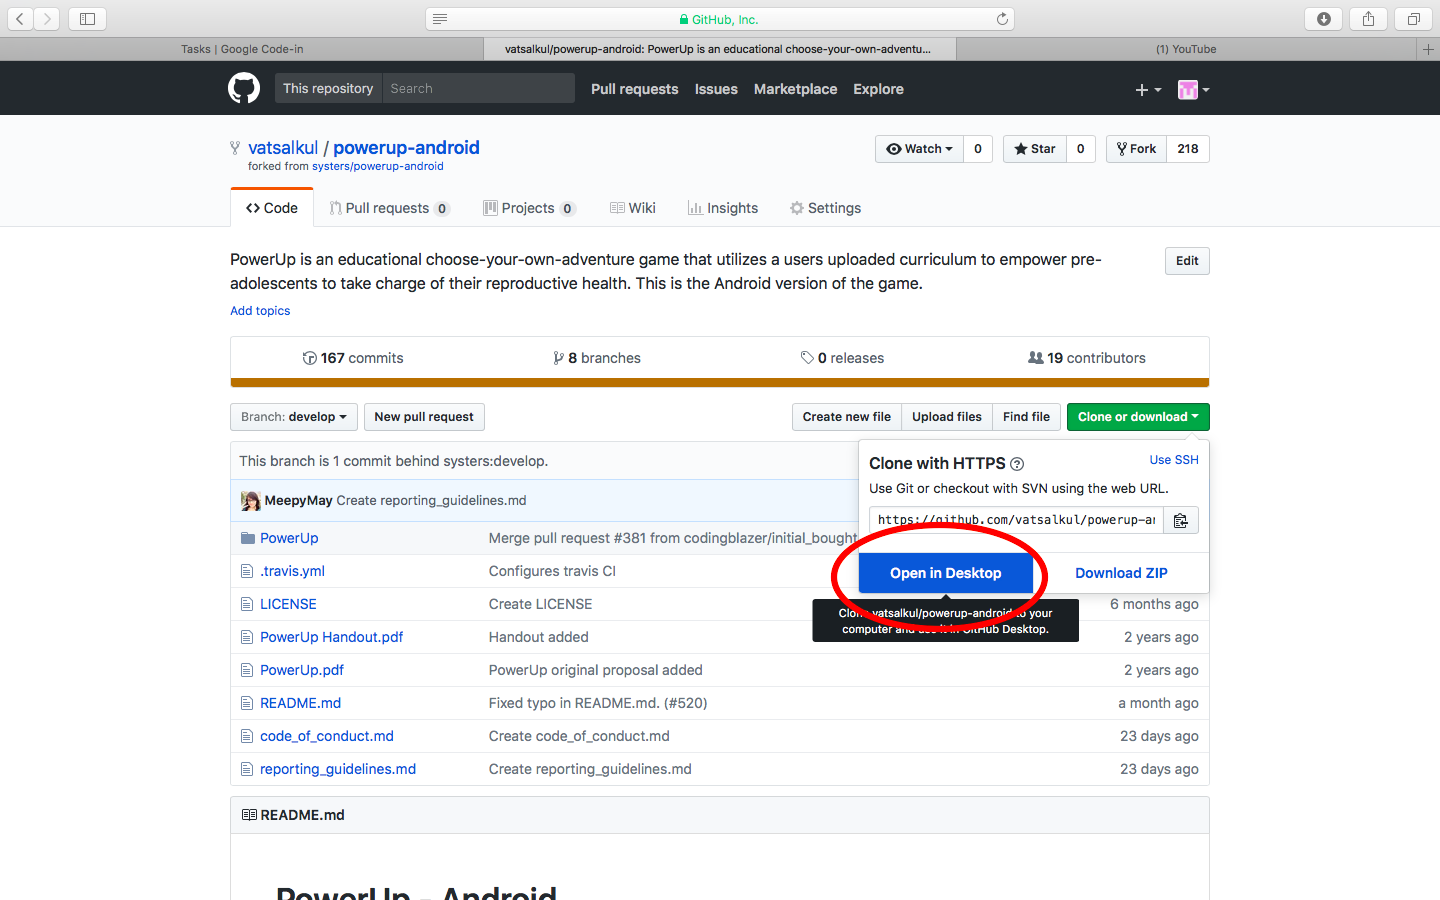 GitHub, Inc.
Tasks | Google Code-in
vatsalkul/powerup-android: PowerUp is an educational choose-your-own-adventu...
(1) YouTube
This repository
Search
Pull requests
Issues
Marketplace
Explore
vatsalkul / powerup-android
forked from systers/powerup-android
Watch 0
Star 0
Fork 218
Code
Pull requests 0
Projects 0
Wiki
Insights
Settings
PowerUp is an educational choose-your-own-adventure game that utilizes a users uploaded curriculum to empower pre-
adolescents to take charge of their reproductive health. This is the Android version of the game.
Edit
Add topics
167 commits
8 branches
0 releases
19 contributors
Branch: develop
New pull request
Create new file
Upload files
Find file
Clone or download
This branch is 1 commit behind systers:develop.
Clone with HTTPS
Use SSH
Use Git or checkout with SVN using the web URL.
https://github.com/vatsalkul/powerup-ar
Open in Desktop
Download ZIP
Clone vatsalkul/powerup-android to your
computer and use it in GitHub Desktop.
MeepyMay Create reporting_guidelines.md
PowerUp Merge pull request #381 from codingblazer/initial_bought
.travis.yml Configures travis CI
LICENSE Create LICENSE 6 months ago
PowerUp Handout.pdf Handout added 2 years ago
PowerUp.pdf PowerUp original proposal added 2 years ago
README.md Fixed typo in README.md. (#520) a month ago
code_of_conduct.md Create code_of_conduct.md 23 days ago
reporting_guidelines.md Create reporting_guidelines.md 23 days ago
README.md
PowerUp - Android